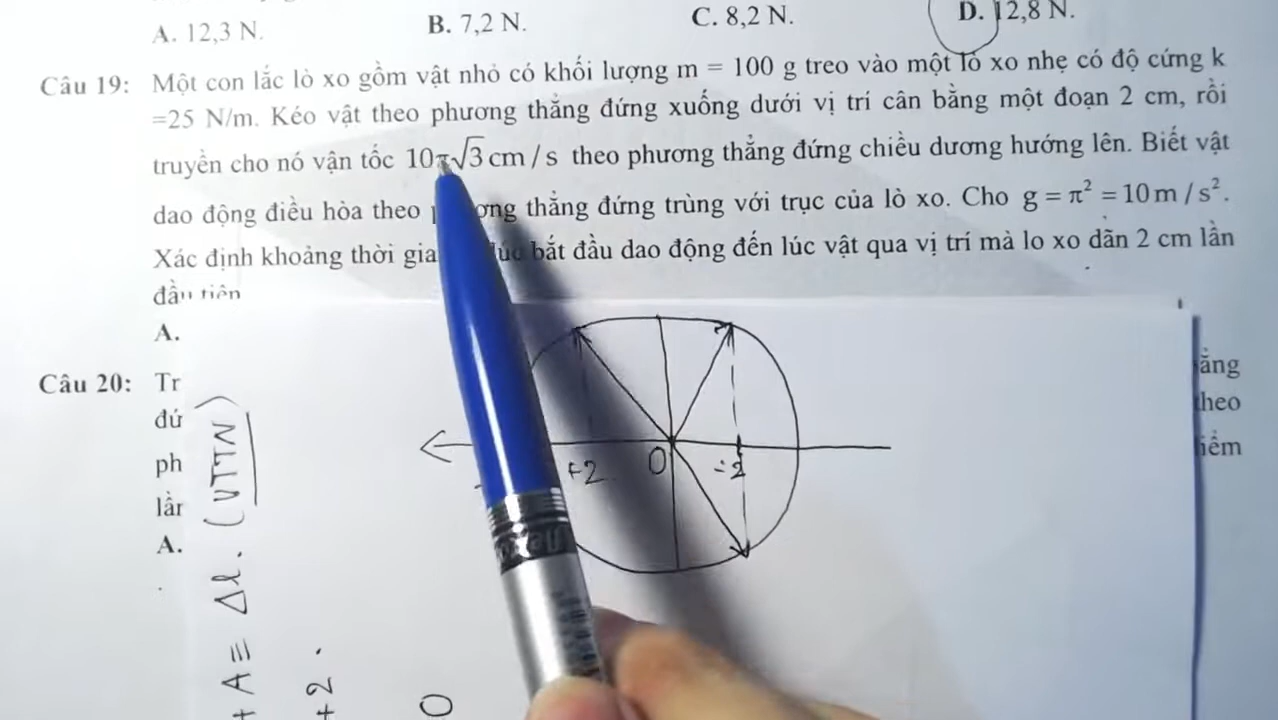 A. 12,3 N. B. 7,2 N. C. 8,2 N. D. 12,8 N.
Câu 19: Một con lắc lò xo gồm vật nhỏ có khối lượng m = 100 g treo vào một lò xo nhẹ có độ cứng k
=25 N/m. Kéo vật theo phương thẳng đứng xuống dưới vị trí cân bằng một đoạn 2 cm, rồi
truyền cho nó vận tốc 10π√3 cm / s theo phương thẳng đứng chiều dương hướng lên. Biết vật
dao động điều hòa theo ơng thẳng đứng trùng với trục của lò xo. Cho g = π² = 10 m / s².
Xác định khoảng thời gia lúc bắt đầu dao động đến lúc vật qua vị trí mà lo xo dãn 2 cm lần
đầu tiên
A.
Câu 20: Tr ằng
đứ theo
ph iểm
lần
A.
+2 O -2
+ A ≡ Δl. (VTTN)
+2.
O